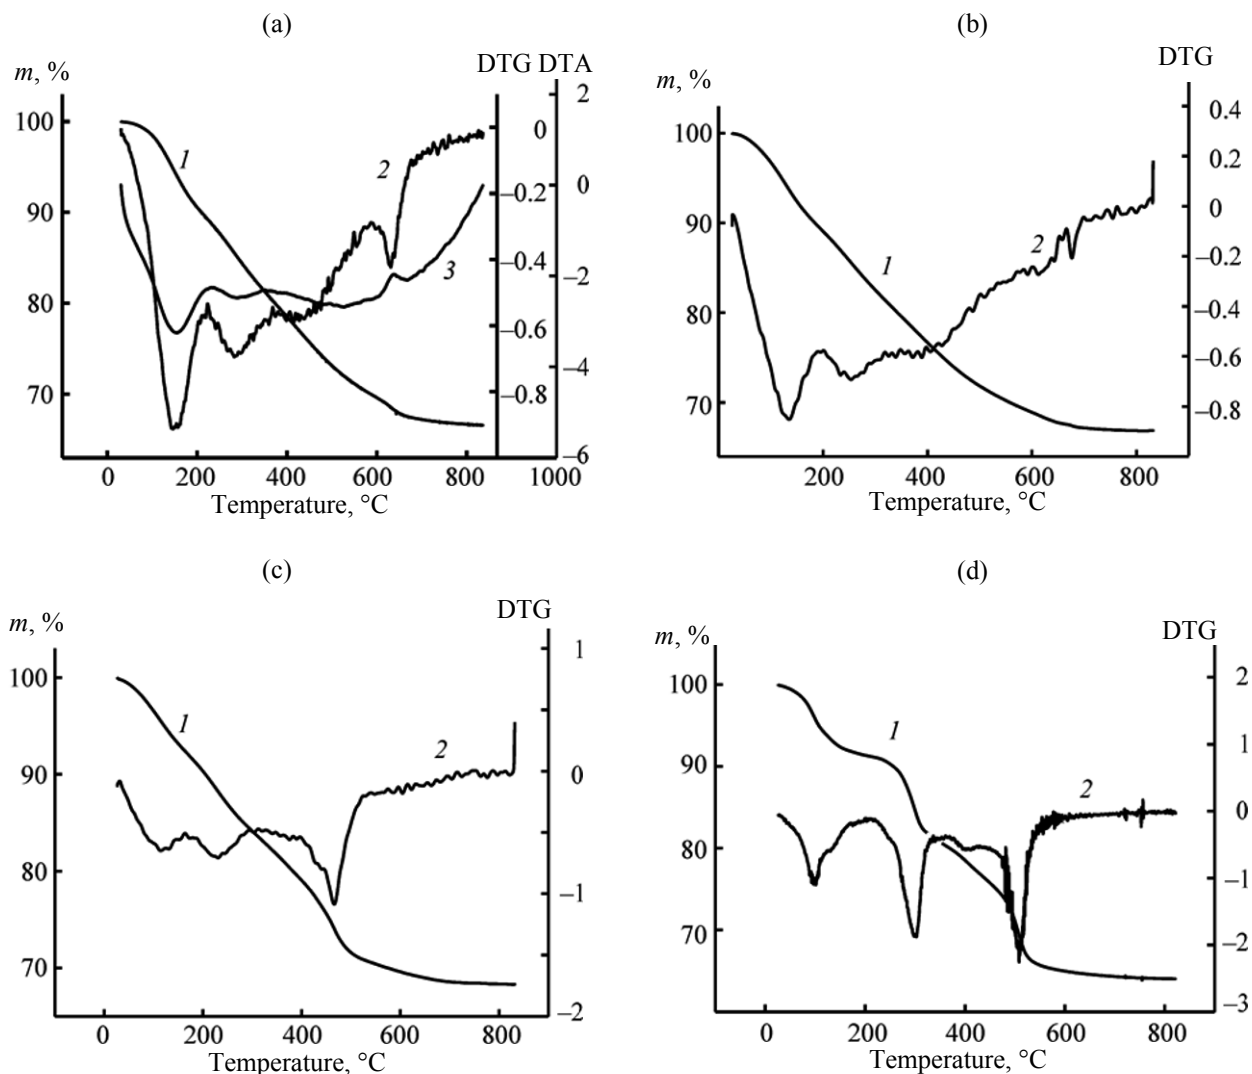 (a)
(b)
m, %
DTG DTA
m, %
DTG
100
90
80
70
0
–0.2
–0.4
–0.6
–0.8
2
0
–2
–4
–6
1
2
3
0 200 400 600 800 1000
Temperature, °C
100
90
80
70
0.4
0.2
0
–0.2
–0.4
–0.6
–0.8
1
2
200 400 600 800
Temperature, °C
(c)
(d)
m, %
DTG
m, %
DTG
100
90
80
70
1
0
–1
–2
1
2
0 200 400 600 800
Temperature, °C
100
90
80
70
2
1
0
–1
–2
–3
1
2
0 200 400 600 800
Temperature, °C